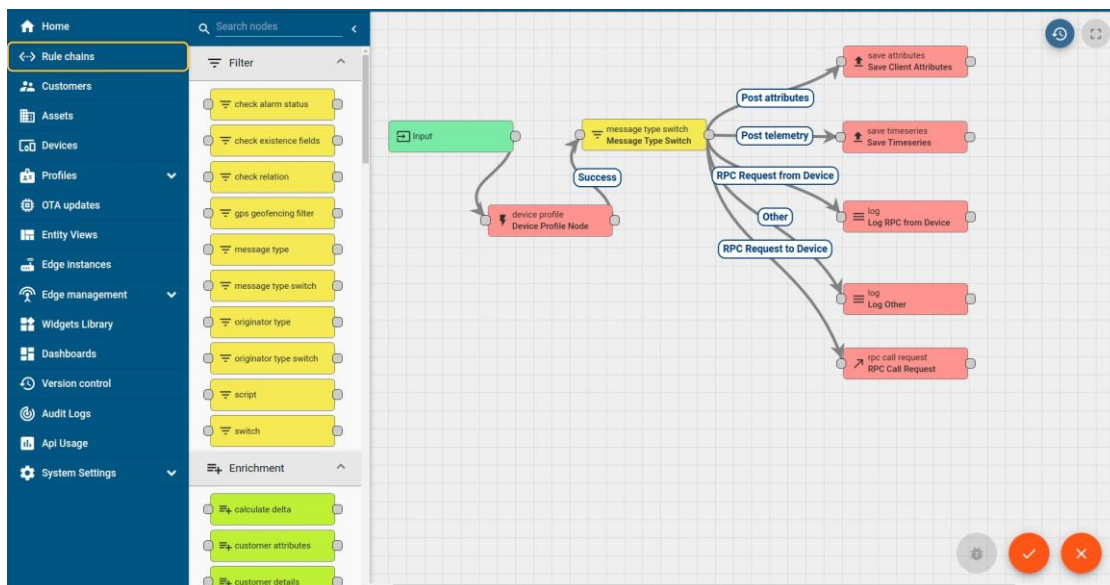 Home
Rule chains
Customers
Assets
Devices
Profiles
OTA updates
Entity Views
Edge instances
Edge management
Widgets Library
Dashboards
Version control
Audit Logs
Api Usage
System Settings
Search nodes
Filter
check alarm status
check existence fields
check relation
gps geofencing filter
message type
message type switch
originator type
originator type switch
script
switch
Enrichment
calculate delta
customer attributes
customer details
Input
device profile
Device Profile Node
Success
message type switch
Message Type Switch
Post attributes
Post telemetry
RPC Request from Device
Other
RPC Request to Device
save attributes
Save Client Attributes
save timeseries
Save Timeseries
log
Log RPC from Device
log
Log Other
rpc call request
RPC Call Request